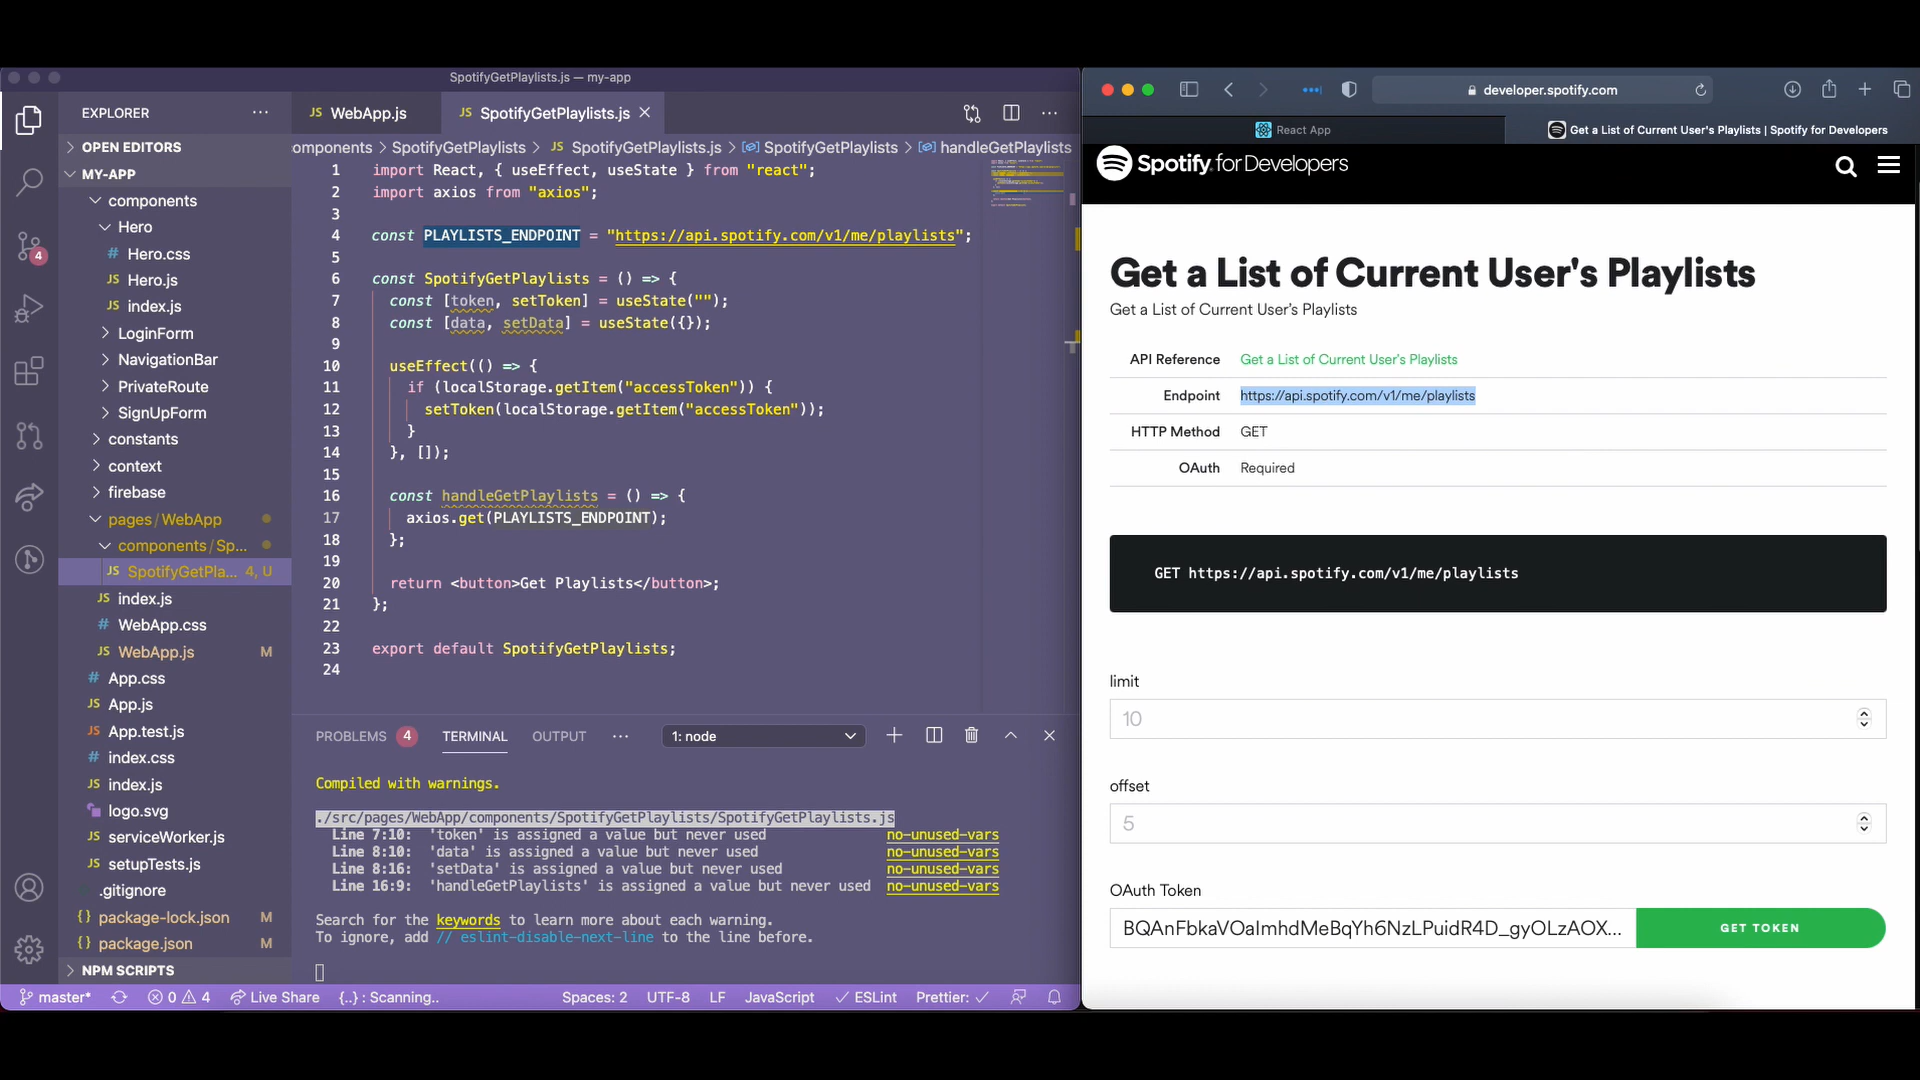 SpotifyGetPlaylists.js — my-app
EXPLORER
OPEN EDITORS
MY-APP
components
Hero
# Hero.css
JS Hero.js
JS index.js
LoginForm
NavigationBar
PrivateRoute
SignUpForm
constants
context
firebase
pages / WebApp
components / Sp...
JS SpotifyGetPla... 4, U
JS index.js
# WebApp.css
JS WebApp.js M
# App.css
JS App.js
JS App.test.js
# index.css
JS index.js
logo.svg
JS serviceWorker.js
JS setupTests.js
.gitignore
{} package-lock.json M
{} package.json M
NPM SCRIPTS
4
JS WebApp.js
JS SpotifyGetPlaylists.js
omponents > SpotifyGetPlaylists > JS SpotifyGetPlaylists.js > SpotifyGetPlaylists > handleGetPlaylists
1 import React, { useEffect, useState } from "react";
2 import axios from "axios";
3
4 const PLAYLISTS_ENDPOINT = "https://api.spotify.com/v1/me/playlists";
5
6 const SpotifyGetPlaylists = () => {
7 const [token, setToken] = useState("");
8 const [data, setData] = useState({});
9
10 useEffect(() => {
11 if (localStorage.getItem("accessToken")) {
12 setToken(localStorage.getItem("accessToken"));
13 }
14 }, []);
15
16 const handleGetPlaylists = () => {
17 axios.get(PLAYLISTS_ENDPOINT);
18 };
19
20 return <button>Get Playlists</button>;
21 };
22
23 export default SpotifyGetPlaylists;
24
PROBLEMS 4 TERMINAL OUTPUT ... 1: node
Compiled with warnings.
./src/pages/WebApp/components/SpotifyGetPlaylists/SpotifyGetPlaylists.js
Line 7:10: 'token' is assigned a value but never used no-unused-vars
Line 8:10: 'data' is assigned a value but never used no-unused-vars
Line 8:16: 'setData' is assigned a value but never used no-unused-vars
Line 16:9: 'handleGetPlaylists' is assigned a value but never used no-unused-vars
Search for the keywords to learn more about each warning.
To ignore, add // eslint-disable-next-line to the line before.
master* 0 4 Live Share {..} : Scanning.. Spaces: 2 UTF-8 LF JavaScript ESLint Prettier: ✓
developer.spotify.com
React App
Get a List of Current User's Playlists | Spotify for Developers
Spotify for Developers
Get a List of Current User's Playlists
Get a List of Current User's Playlists
API Reference Get a List of Current User's Playlists
Endpoint https://api.spotify.com/v1/me/playlists
HTTP Method GET
OAuth Required
GET https://api.spotify.com/v1/me/playlists
limit
10
offset
5
OAuth Token
BQAnFbkaVOaImhdMeBqYh6NzLPuidR4D_gyOLzAOX...
GET TOKEN